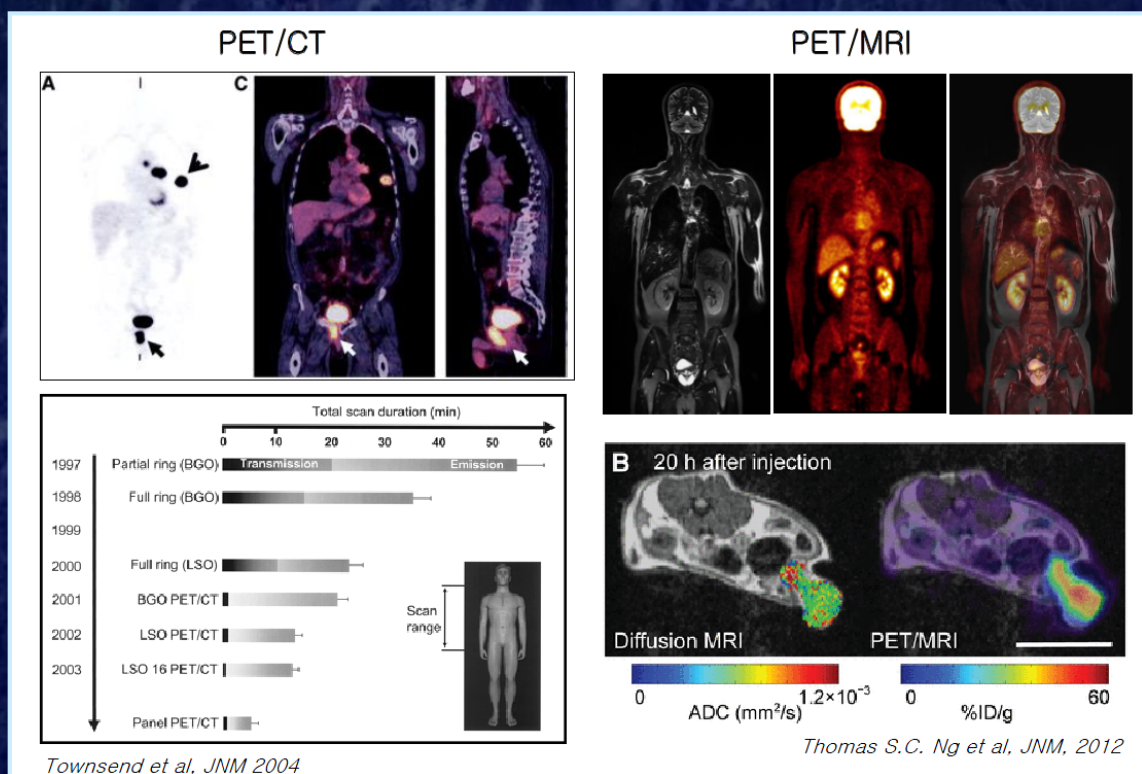 PET/CT
A
C
Total scan duration (min)
0 10 20 30 40 50 60
1997 Partial ring (BGO) Transmission Emission
1998 Full ring (BGO)
1999
2000 Full ring (LSO)
2001 BGO PET/CT
2002 LSO PET/CT
2003 LSO 16 PET/CT
Panel PET/CT
Scan
range
Townsend et al, JNM 2004
PET/MRI
B 20 h after injection
Diffusion MRI PET/MRI
0 1.2×10⁻³
ADC (mm²/s)
0 60
%ID/g
Thomas S.C. Ng et al, JNM, 2012